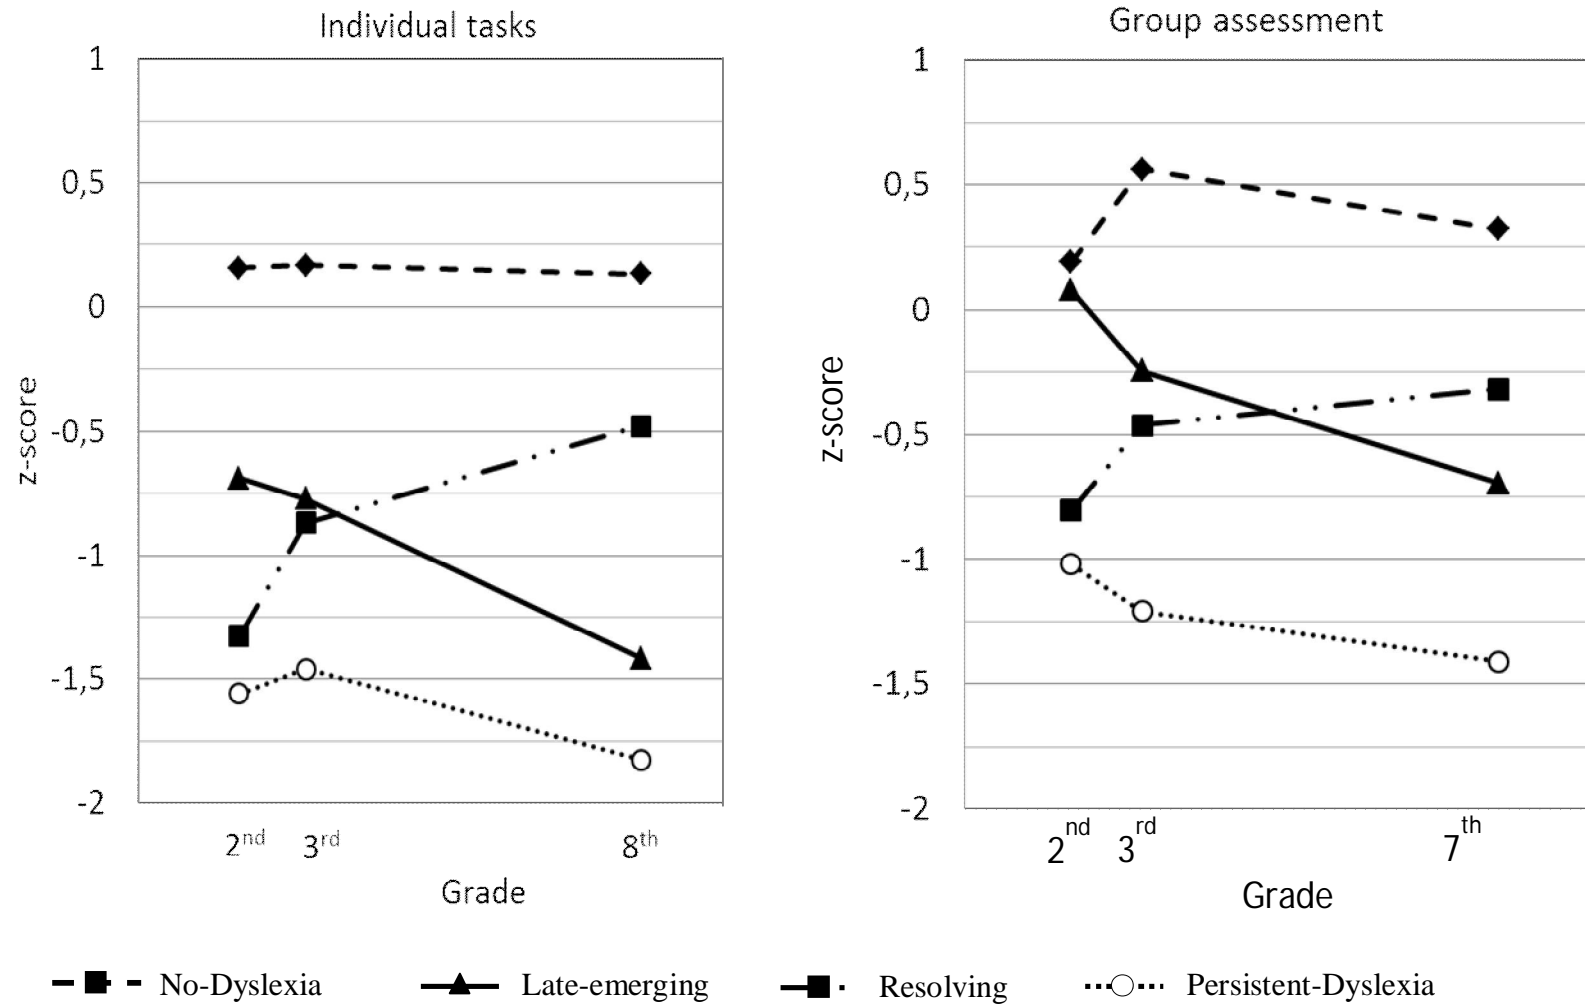 Individual tasks
1
0,5
0
-0,5
-1
-1,5
-2
z-score
2nd 3rd 8th
Grade
Group assessment
1
0,5
0
-0,5
-1
-1,5
-2
z-score
2nd 3rd 7th
Grade
No-Dyslexia Late-emerging Resolving Persistent-Dyslexia